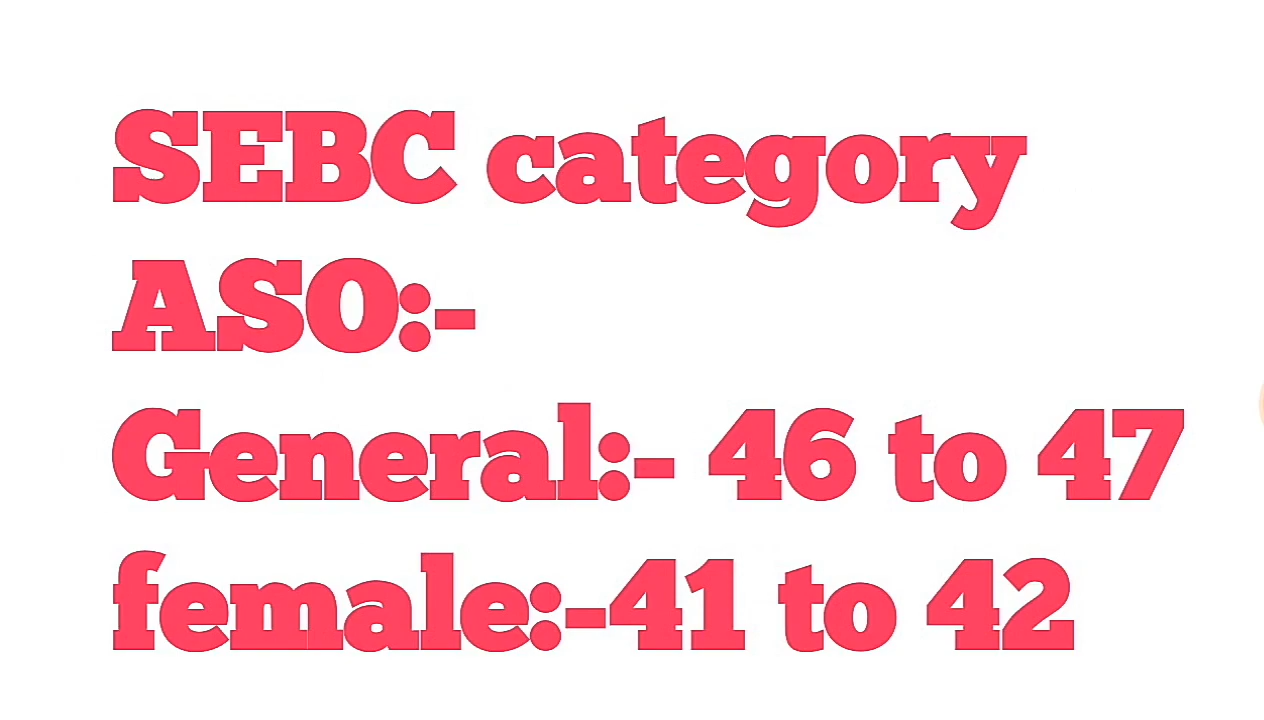 SEBC category
ASO:-
General:- 46 to 47
female:-41 to 42